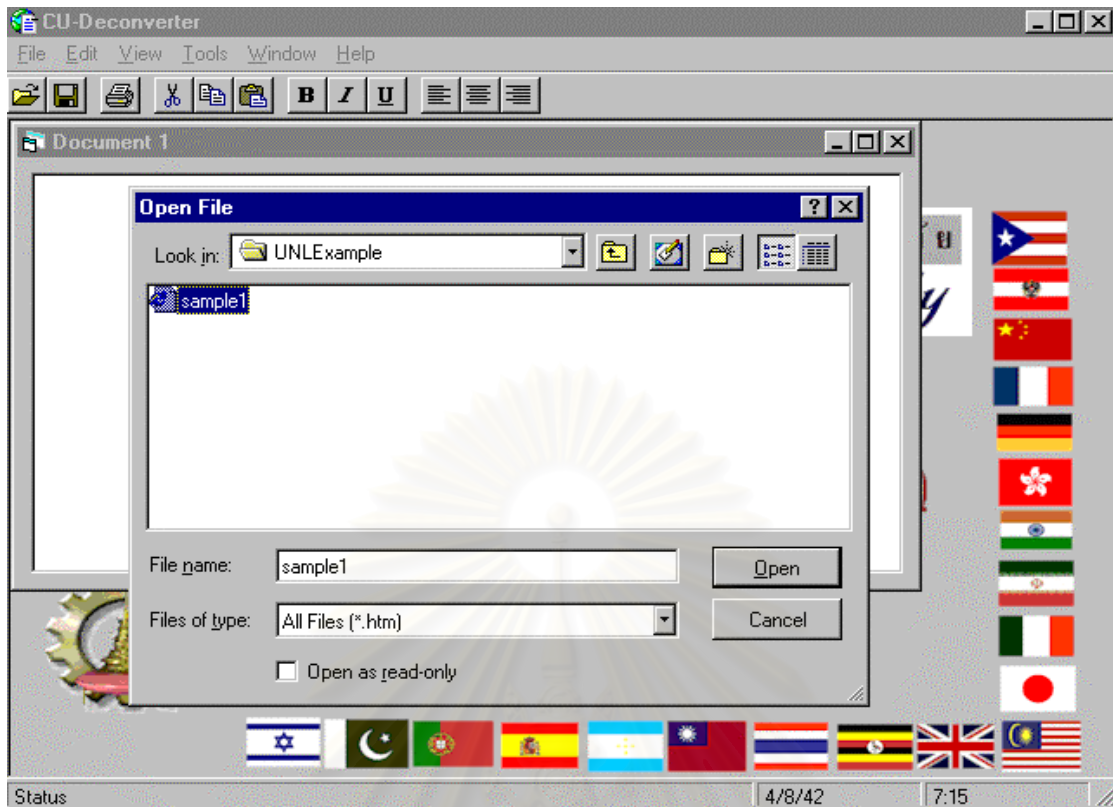 CU-Deconverter
File Edit View Tools Window Help
B I U
Document 1
Open File
Look in: UNLExample
sample1
File name: sample1 Open
Files of type: All Files (*.htm) Cancel
Open as read-only
Status 4/8/42 7:15